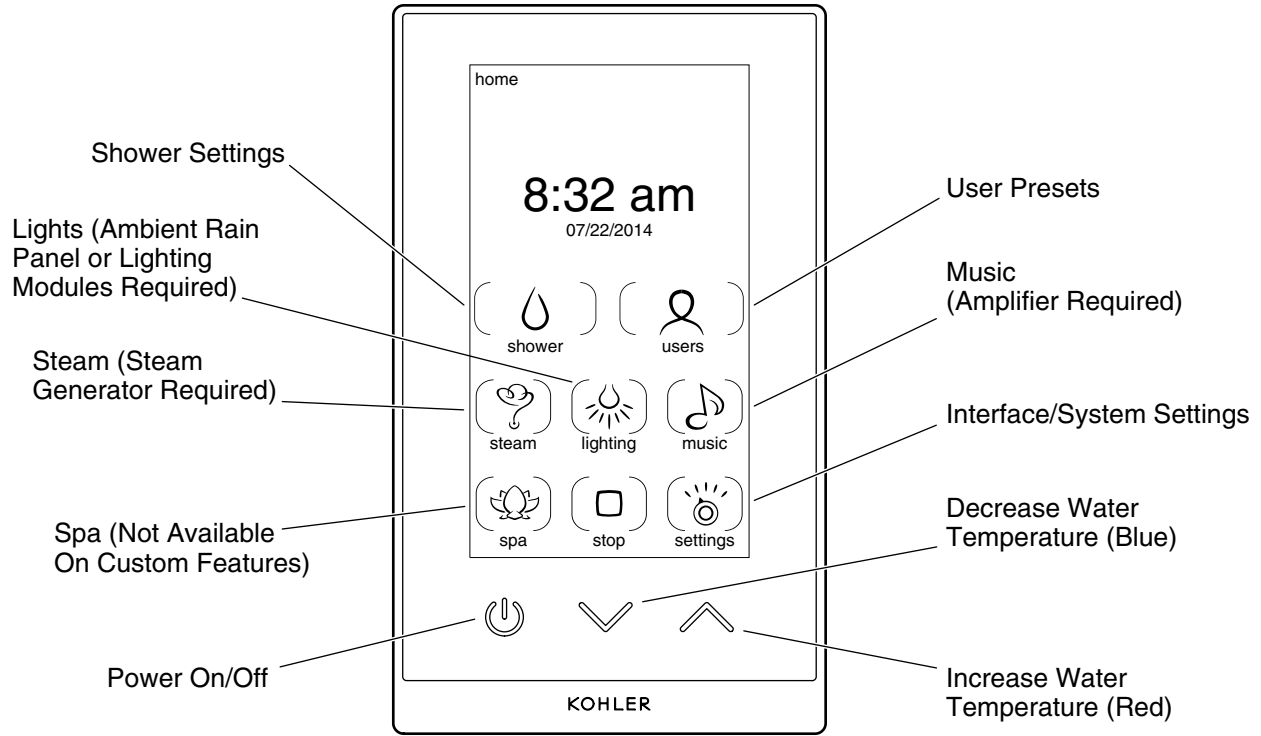 home
8:32 am
07/22/2014
shower
users
steam
lighting
music
spa
stop
settings
KOHLER
Shower Settings
Lights (Ambient Rain
Panel or Lighting
Modules Required)
Steam (Steam
Generator Required)
Spa (Not Available
On Custom Features)
Power On/Off
User Presets
Music
(Amplifier Required)
Interface/System Settings
Decrease Water
Temperature (Blue)
Increase Water
Temperature (Red)